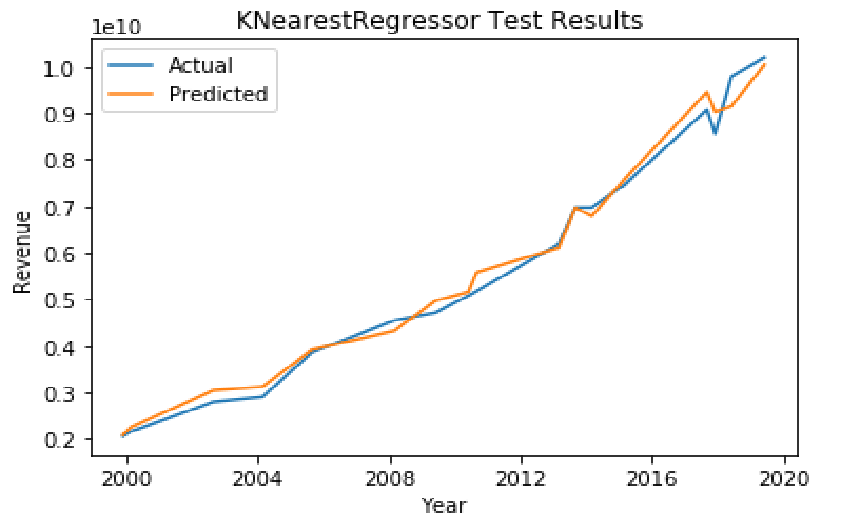 KNearestRegressor Test Results
1e10
Actual
Predicted
1.0
0.9
0.8
0.7
0.6
0.5
0.4
0.3
0.2
Revenue
2000 2004 2008 2012 2016 2020
Year